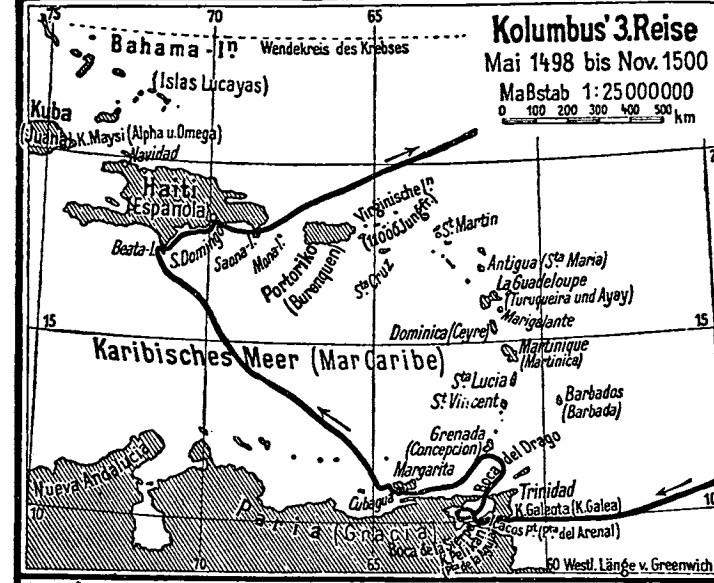 75
70
65
Kolumbus' 3. Reise
Mai 1498 bis Nov. 1500
Maßstab 1:25000000
0 100 200 300 400 500 km
Bahama-Iⁿ
Wendekreis des Krebses
(Islas Lucayas)
Kuba
(Juana)
K. Maysi (Alpha u. Omega)
Navidad
Haiti
(Española)
Beata-I.
S. Domingo
Saona-I.
Mona-I.
Portoriko
(Burenquen)
Virginische Iⁿ
(11000 Jungfr.)
Sta Cruz
St Martin
Antigua (Sta Maria)
La Guadeloupe
(Turuqueira und Ayay)
Marigalante
15
15
Dominica (Ceyre)
Karibisches Meer (Mar Caribe)
Martinique
(Martinica)
Sta Lucia
St Vincent
Barbados
(Barbada)
Grenada
(Concepcion)
Boca del Drago
Margarita
Cubagua
Nueva Andalucia
Trinidad
K. Galeota (K. Galea)
10
10
Paria (Gracia)
acos Pt. (Pta del Arenal)
Boca de
70
65
60 Westl. Länge v. Greenwich